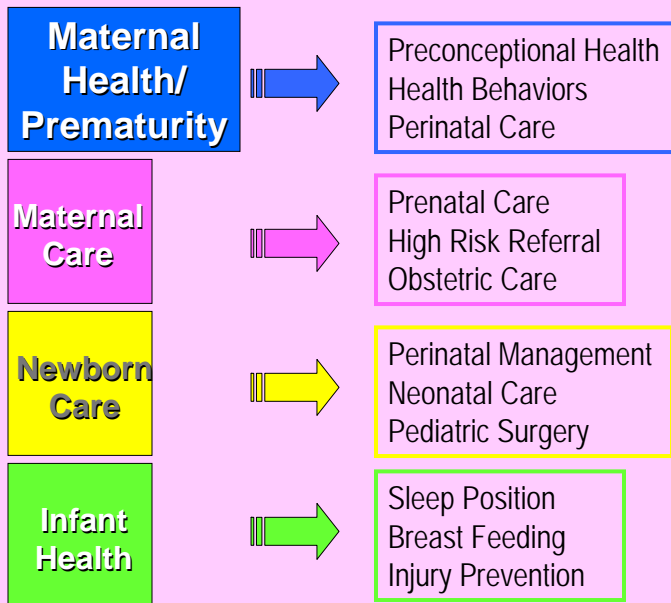 Maternal
Health/
Prematurity
Preconceptional Health
Health Behaviors
Perinatal Care
Maternal
Care
Prenatal Care
High Risk Referral
Obstetric Care
Newborn
Care
Perinatal Management
Neonatal Care
Pediatric Surgery
Infant
Health
Sleep Position
Breast Feeding
Injury Prevention